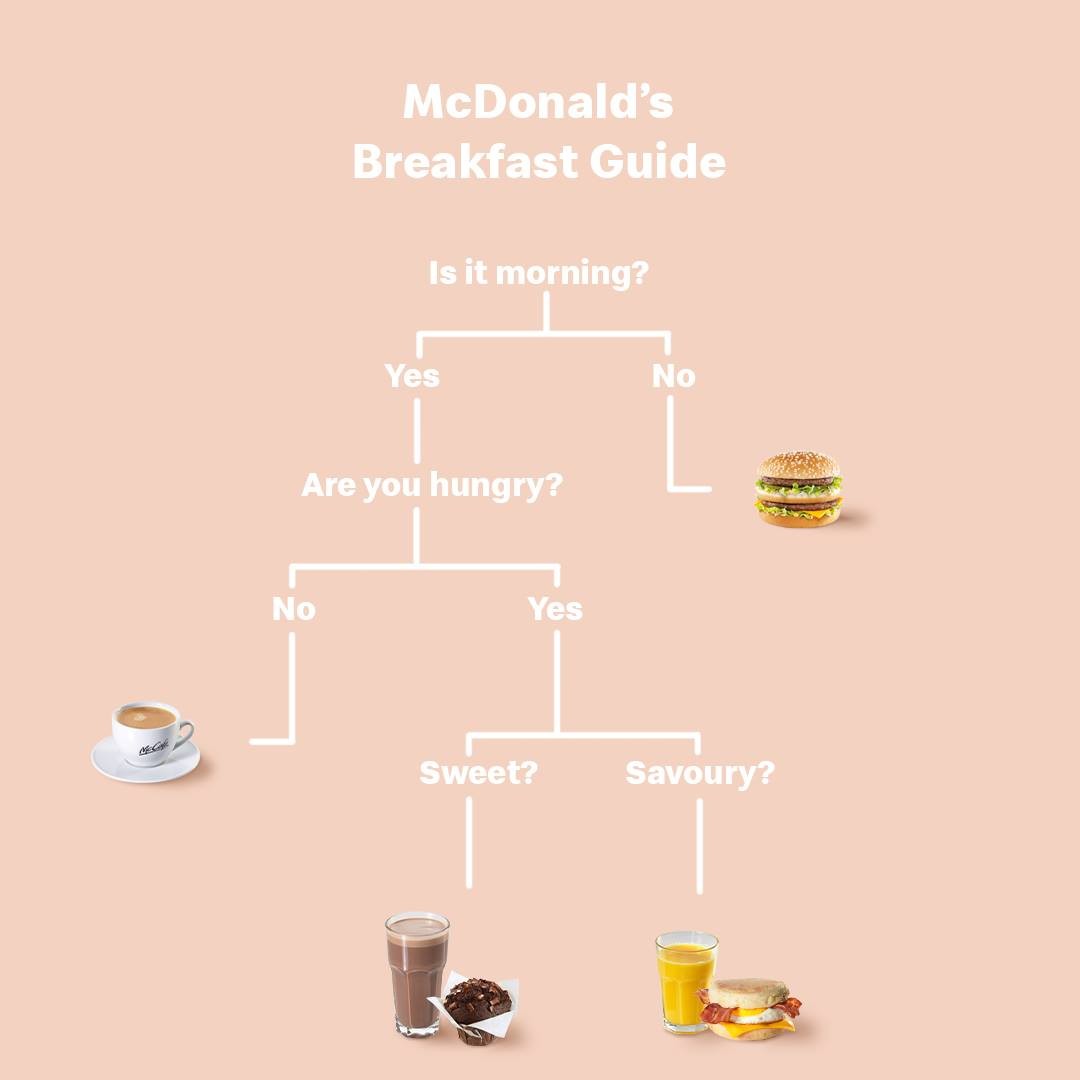 McDonald's
Breakfast Guide
Is it morning?
Yes
No
Are you hungry?
No
Yes
McCafé
Sweet?
Savoury?